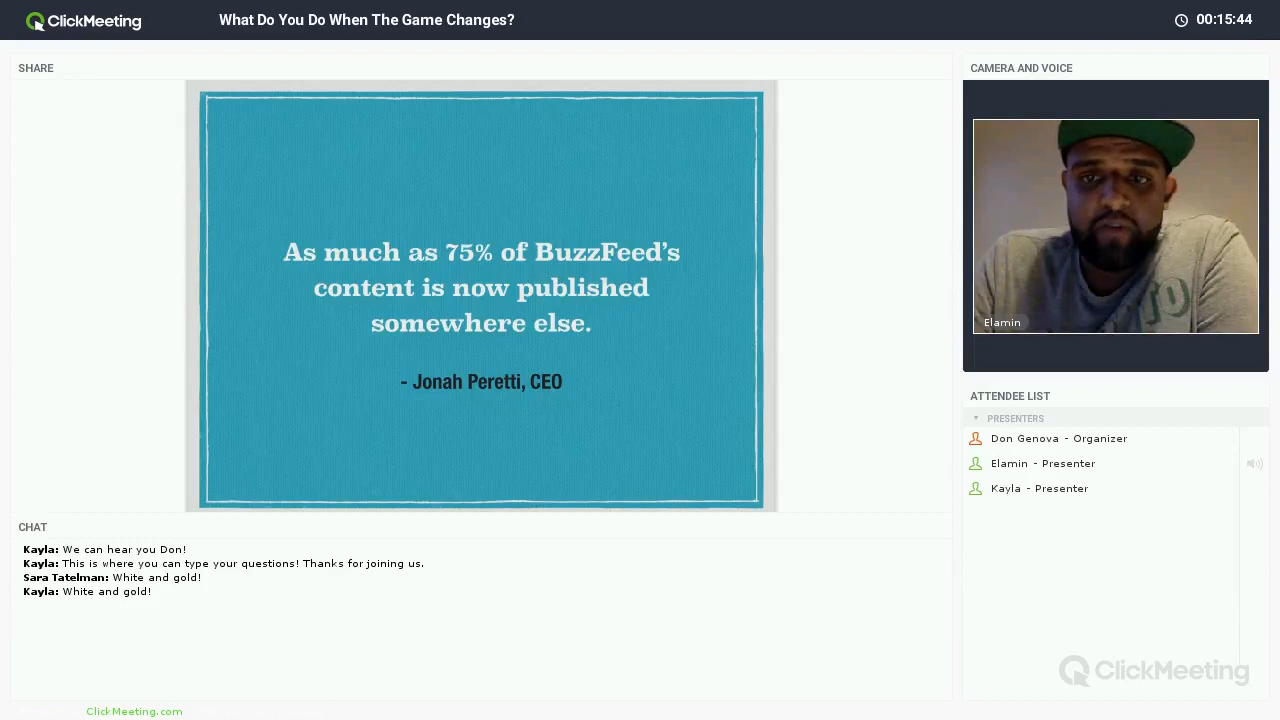 ClickMeeting
What Do You Do When The Game Changes?
00:15:44
SHARE
As much as 75% of BuzzFeed’s
content is now published
somewhere else.
- Jonah Peretti, CEO
CAMERA AND VOICE
Elamin
ATTENDEE LIST
PRESENTERS
Don Genova - Organizer
Elamin - Presenter
Kayla - Presenter
CHAT
Kayla: We can hear you Don!
Kayla: This is where you can type your questions! Thanks for joining us.
Sara Tatelman: White and gold!
Kayla: White and gold!
ClickMeeting
ClickMeeting.com